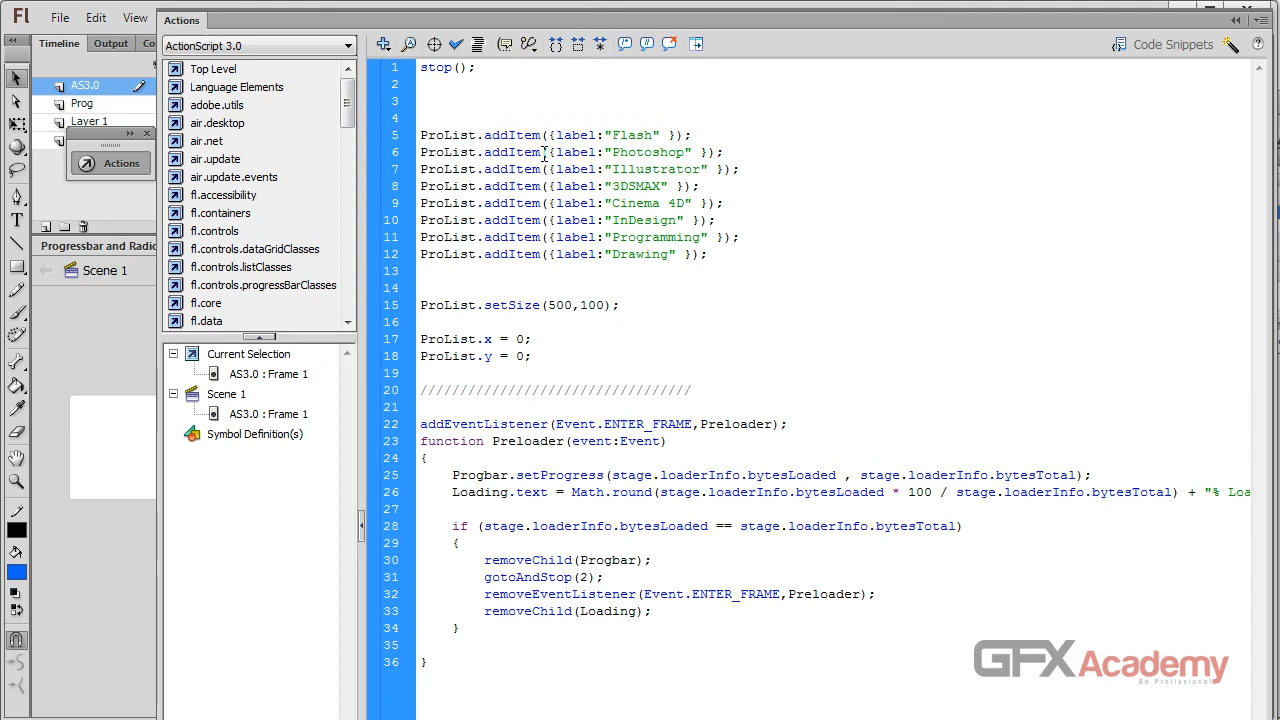 Fl
File
Edit
View
Actions
Timeline
Output
Co
ActionScript 3.0
Code Snippets
AS3.0
Prog
Layer 1
Actions
Progressbar and Radio
Scene 1
Top Level
Language Elements
adobe.utils
air.desktop
air.net
air.update
air.update.events
fl.accessibility
fl.containers
fl.controls
fl.controls.dataGridClasses
fl.controls.listClasses
fl.controls.progressBarClasses
fl.core
fl.data
Current Selection
AS3.0 : Frame 1
Scene 1
AS3.0 : Frame 1
Symbol Definition(s)
1 stop();
2
3
4
5 ProList.addItem({label:"Flash" });
6 ProList.addItem({label:"Photoshop" });
7 ProList.addItem({label:"Illustrator" });
8 ProList.addItem({label:"3DSMAX" });
9 ProList.addItem({label:"Cinema 4D" });
10 ProList.addItem({label:"InDesign" });
11 ProList.addItem({label:"Programming" });
12 ProList.addItem({label:"Drawing" });
13
14
15 ProList.setSize(500,100);
16
17 ProList.x = 0;
18 ProList.y = 0;
19
20 //////////////////////////////////
21
22 addEventListener(Event.ENTER_FRAME,Preloader);
23 function Preloader(event:Event)
24 {
25 Progbar.setProgress(stage.loaderInfo.bytesLoaded , stage.loaderInfo.bytesTotal);
26 Loading.text = Math.round(stage.loaderInfo.bytesLoaded * 100 / stage.loaderInfo.bytesTotal) + "% Loa
27
28 if (stage.loaderInfo.bytesLoaded == stage.loaderInfo.bytesTotal)
29 {
30 removeChild(Progbar);
31 gotoAndStop(2);
32 removeEventListener(Event.ENTER_FRAME,Preloader);
33 removeChild(Loading);
34 }
35
36 }
GFXAcademy
Be Profissional